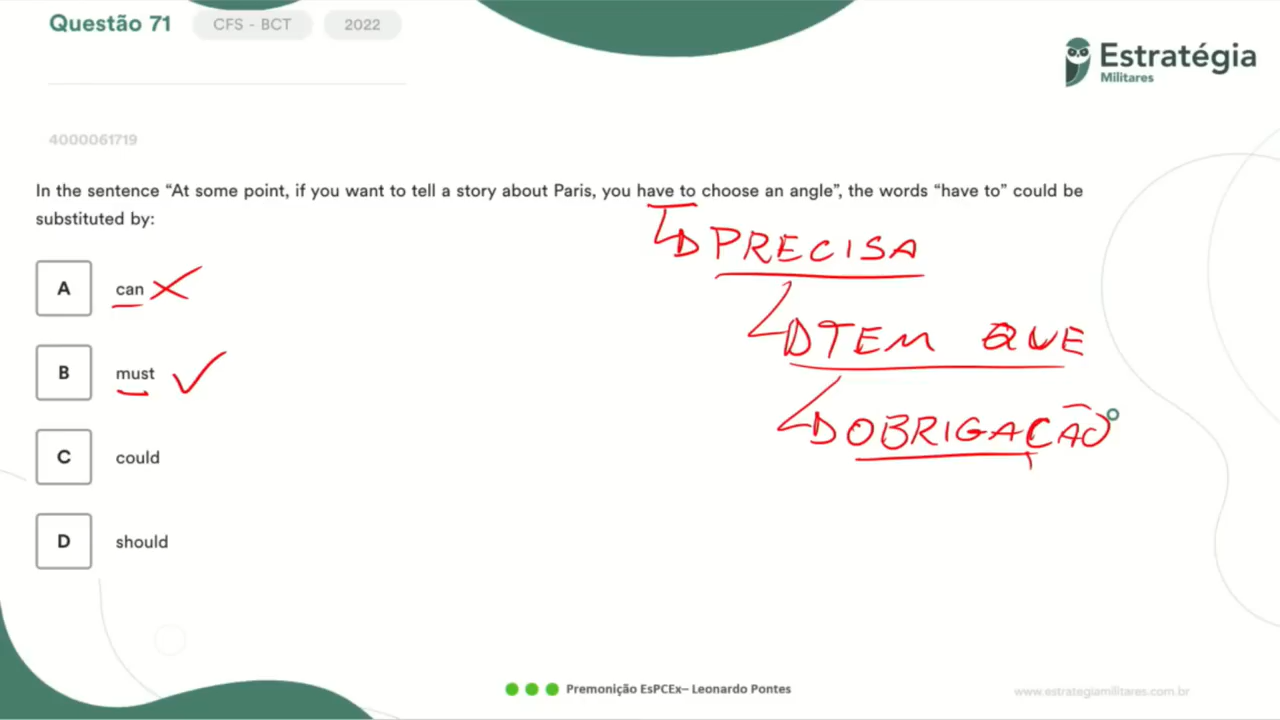 Questão 71 CFS - BCT 2022
Estratégia
Militares
4000061719
In the sentence “At some point, if you want to tell a story about Paris, you have to choose an angle”, the words “have to” could be
substituted by:
PRECISA
A can
TEM QUE
B must
OBRIGAÇÃO
C could
D should
Premonição EsPCEx– Leonardo Pontes
www.estrategiamilitares.com.br